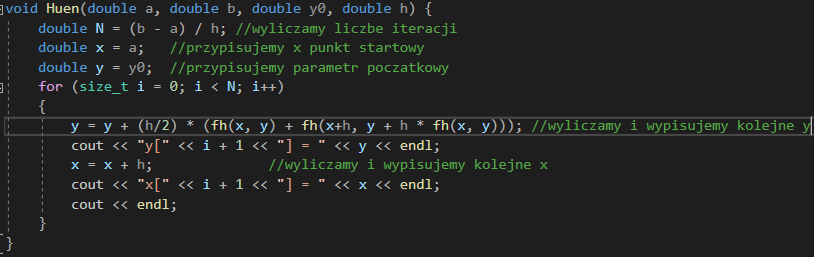 void Huen(double a, double b, double y0, double h) {
double N = (b - a) / h; //wyliczamy liczbe iteracji
double x = a; //przypisujemy x punkt startowy
double y = y0; //przypisujemy parametr poczatkowy
for (size_t i = 0; i < N; i++)
{
y = y + (h/2) * (fh(x, y) + fh(x+h, y + h * fh(x, y))); //wyliczamy i wypisujemy kolejne y
cout << "y[" << i + 1 << "] = " << y << endl;
x = x + h; //wyliczamy i wypisujemy kolejne x
cout << "x[" << i + 1 << "] = " << x << endl;
cout << endl;
}
}